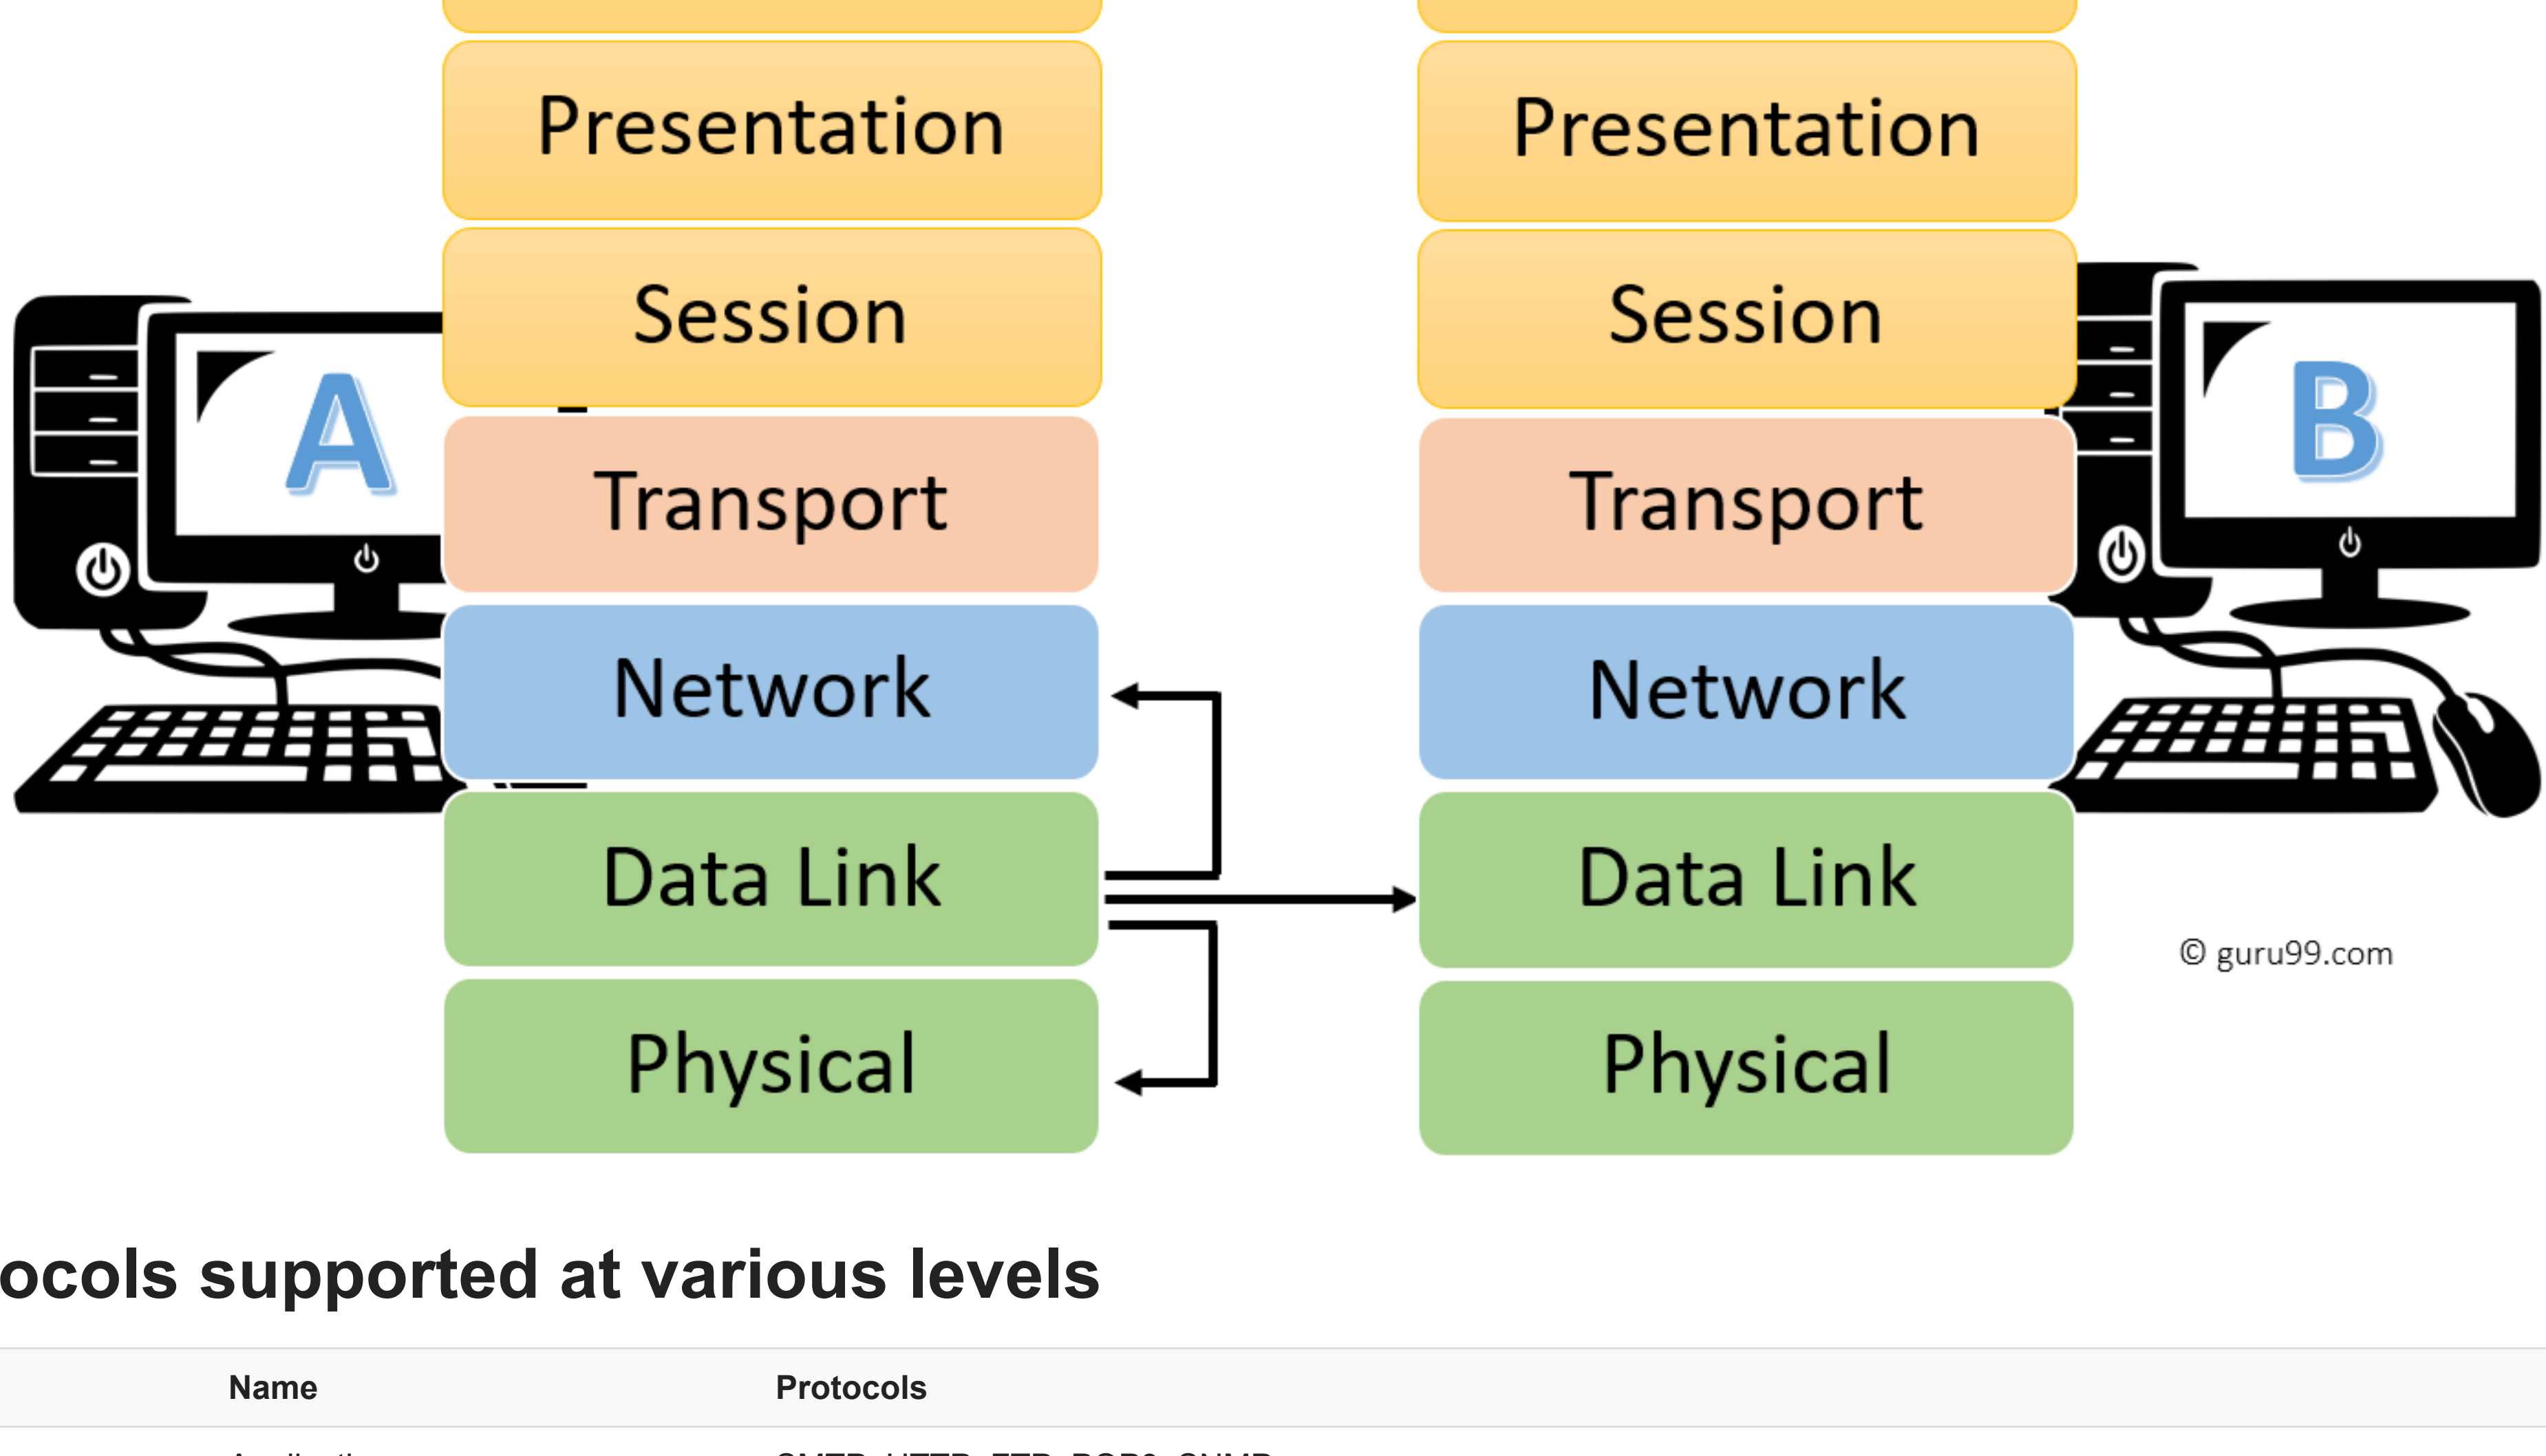 Presentation
Presentation
Session
Session
A
B
Transport
Transport
Network
Network
Data Link
Data Link
© guru99.com
Physical
Physical
ocols supported at various levels
Name Protocols